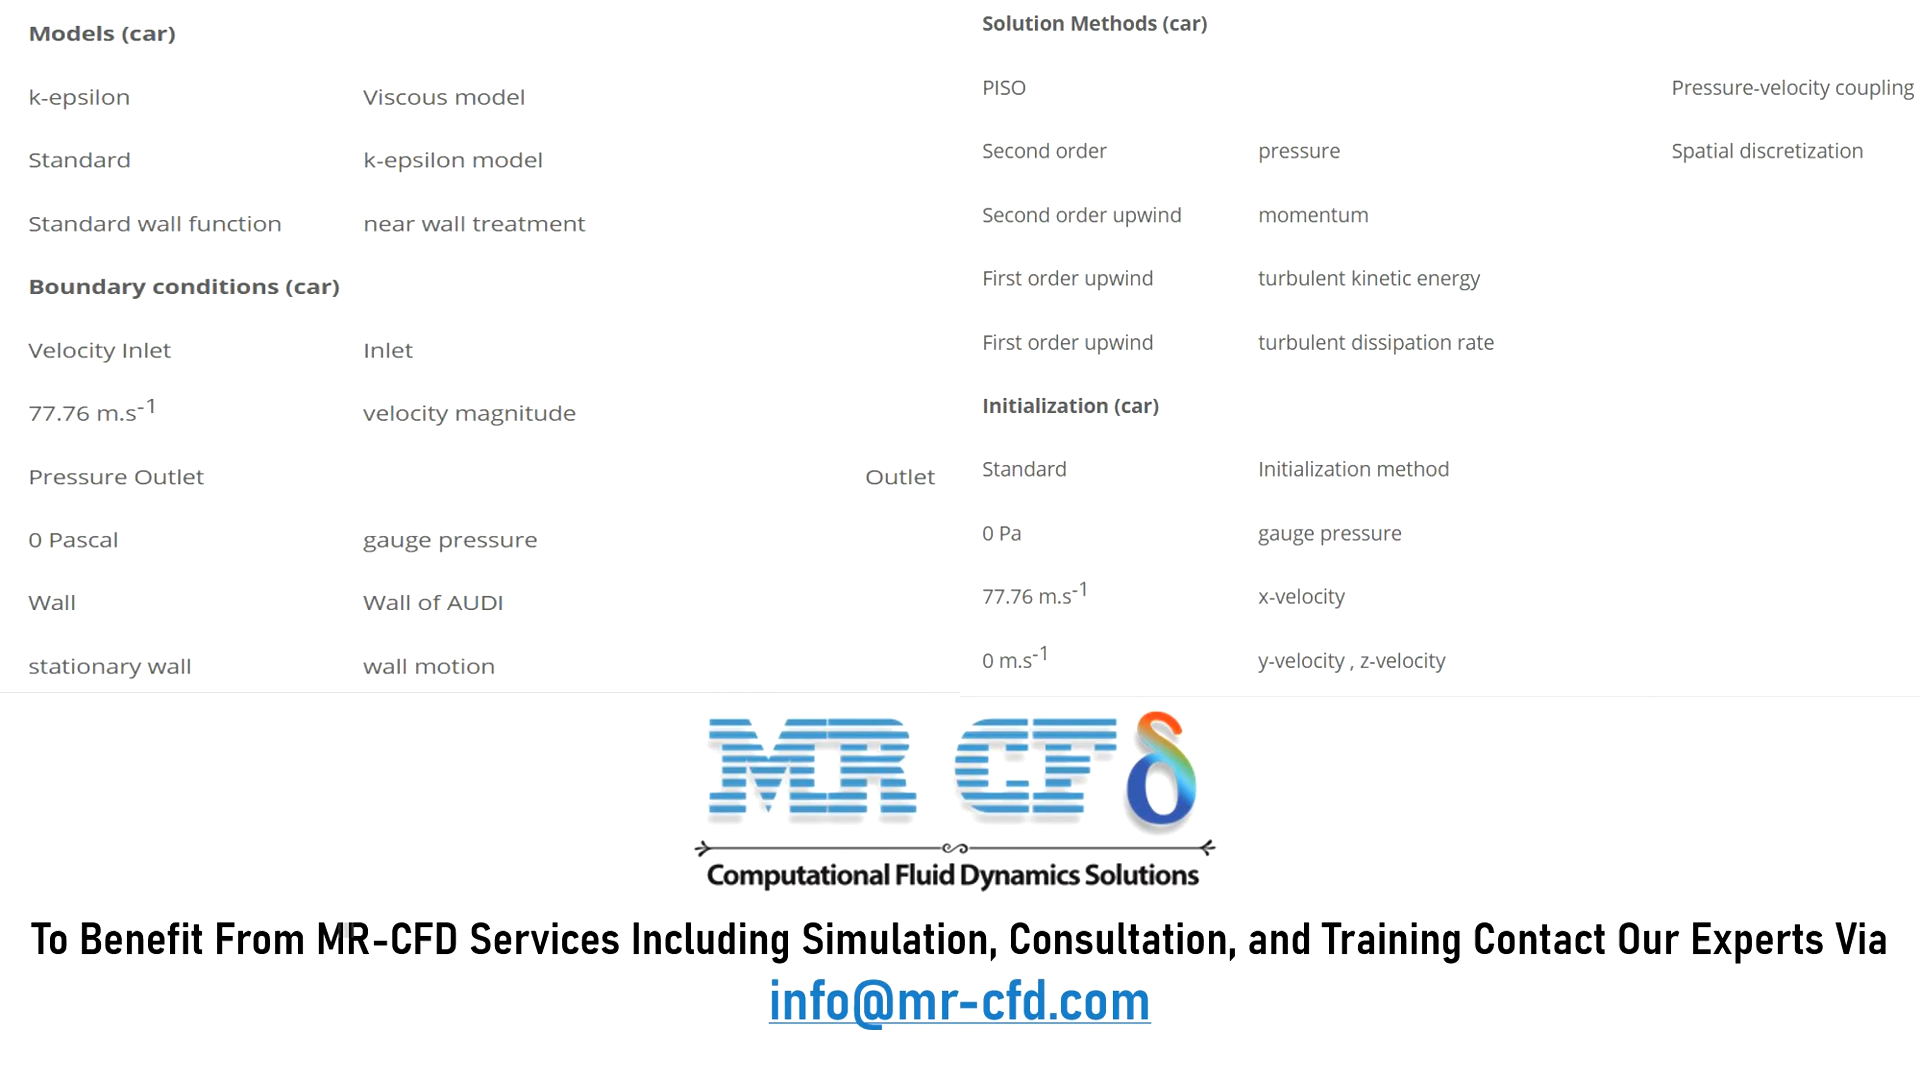 Models (car)
k-epsilon Viscous model
Standard k-epsilon model
Standard wall function near wall treatment
Boundary conditions (car)
Velocity Inlet Inlet
77.76 m.s-1 velocity magnitude
Pressure Outlet Outlet
0 Pascal gauge pressure
Wall Wall of AUDI
stationary wall wall motion
Solution Methods (car)
PISO Pressure-velocity coupling
Second order pressure Spatial discretization
Second order upwind momentum
First order upwind turbulent kinetic energy
First order upwind turbulent dissipation rate
Initialization (car)
Standard Initialization method
0 Pa gauge pressure
77.76 m.s-1 x-velocity
0 m.s-1 y-velocity , z-velocity
MR CFδ
Computational Fluid Dynamics Solutions
To Benefit From MR-CFD Services Including Simulation, Consultation, and Training Contact Our Experts Via
info@mr-cfd.com